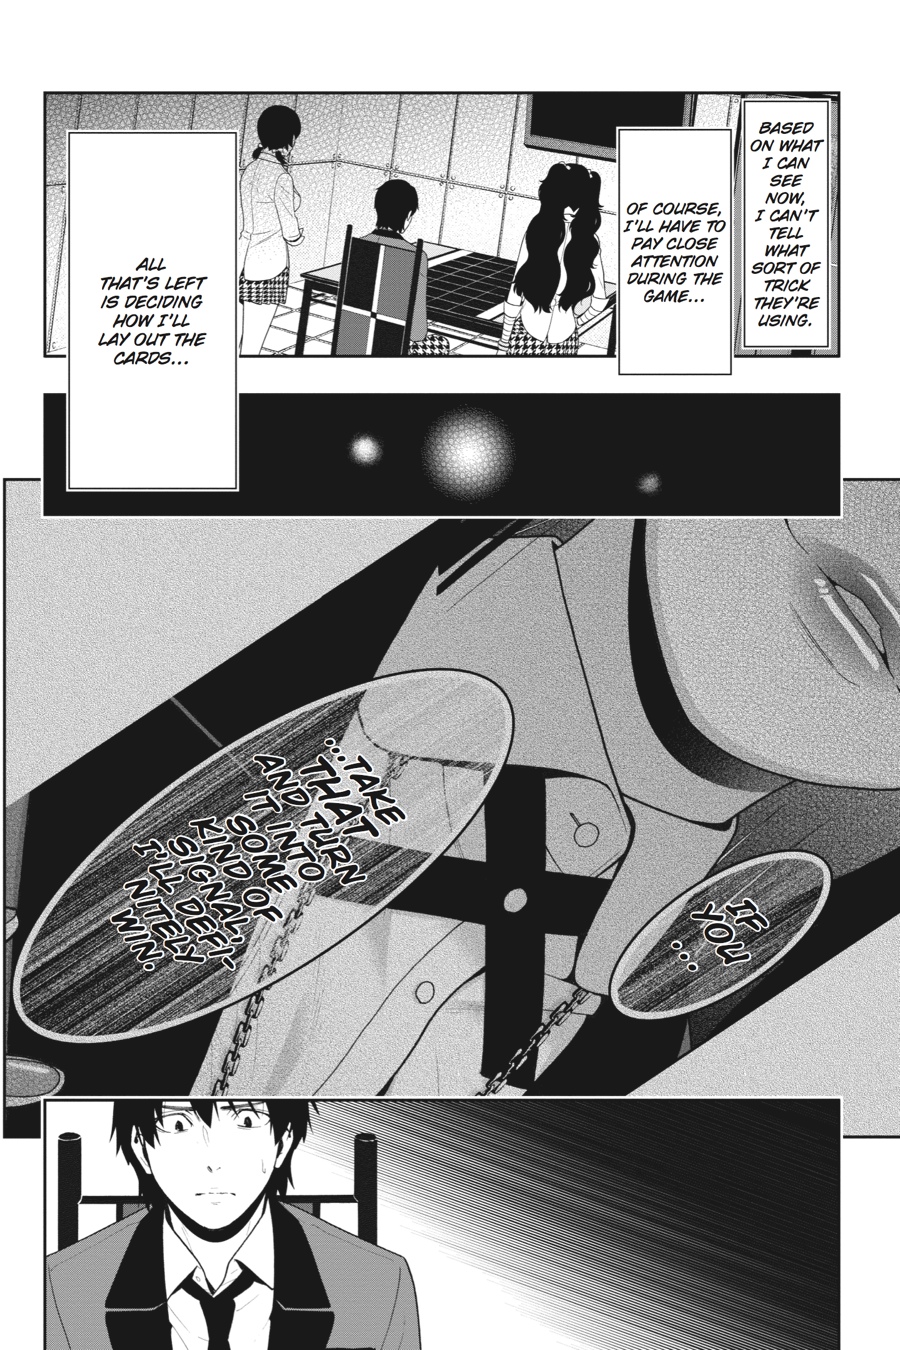 BASED
ON WHAT
I CAN
SEE
NOW,
I CAN'T
TELL
WHAT
SORT OF
TRICK
THEY'RE
USING.
OF COURSE,
I'LL HAVE TO
PAY CLOSE
ATTENTION
DURING THE
GAME...
ALL
THAT'S LEFT
IS DECIDING
HOW I'LL
LAY OUT THE
CARDS...
IF
YOU
...
...TAKE
THAT
AND TURN
IT INTO
SOME
KIND OF
SIGNAL,
I'LL DEFI-
NITELY
WIN.